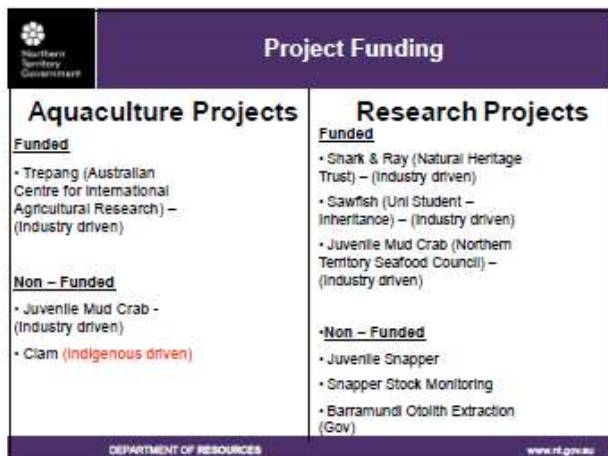 Northern
Territory
Government
Project Funding
Aquaculture Projects
Funded
• Trepang (Australian
Centre for International
Agricultural Research) –
(Industry driven)
Non – Funded
• Juvenile Mud Crab -
(Industry driven)
• Clam (Indigenous driven)
Research Projects
Funded
• Shark & Ray (Natural Heritage
Trust) – (Industry driven)
• Sawfish (Uni Student –
Inheritance) – (Industry driven)
• Juvenile Mud Crab (Northern
Territory Seafood Council) –
(Industry driven)
•Non – Funded
• Juvenile Snapper
• Snapper Stock Monitoring
• Barramundi Otolith Extraction
(Gov)
DEPARTMENT OF RESOURCES
www.nt.gov.au